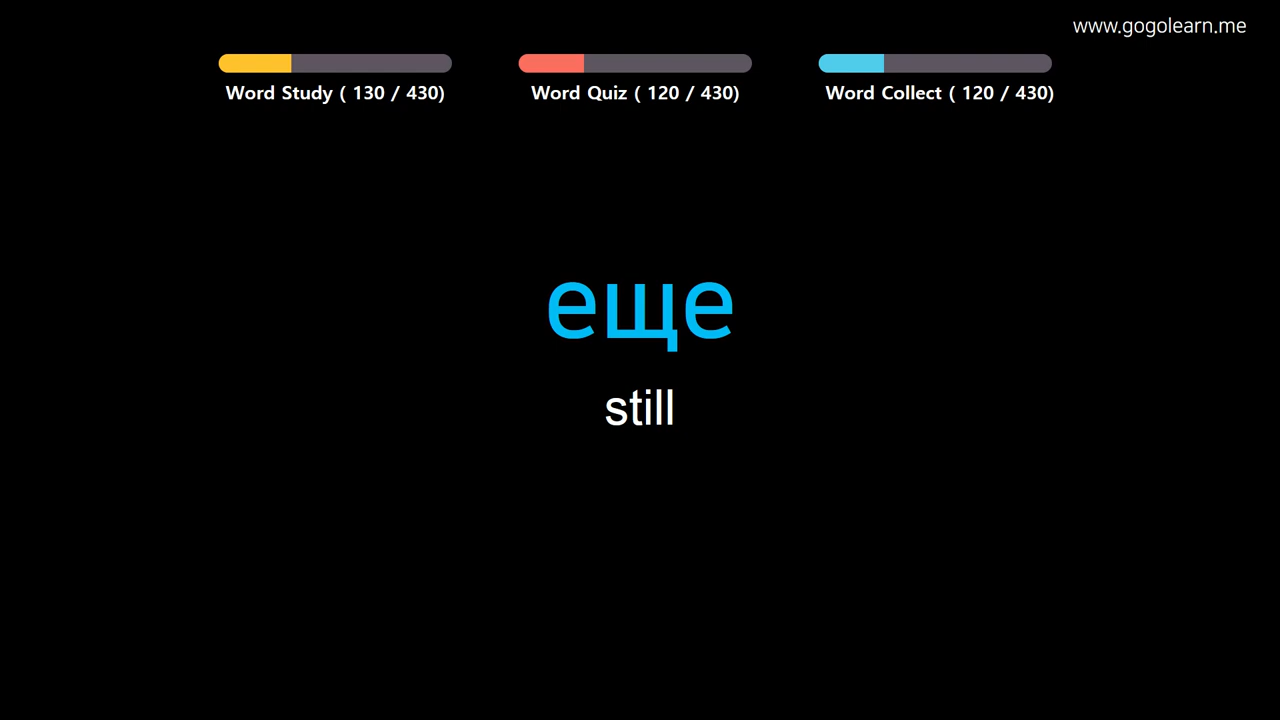 www.gogolearn.me
Word Study ( 130 / 430)
Word Quiz ( 120 / 430)
Word Collect ( 120 / 430)
еще
still